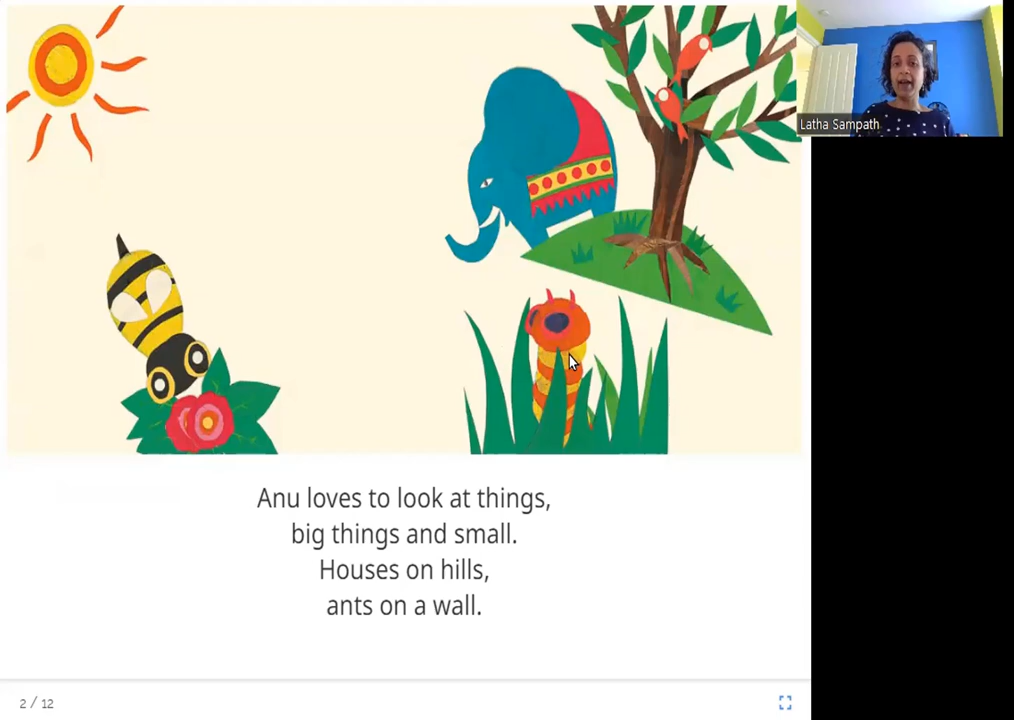 Latha Sampath
Anu loves to look at things,
big things and small.
Houses on hills,
ants on a wall.
2 / 12